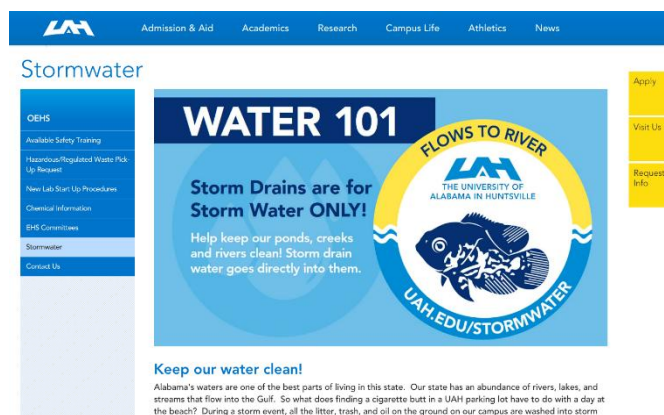 UAH
Admission & Aid
Academics
Research
Campus Life
Athletics
News
Stormwater
Apply
Visit Us
Request
Info
OEHS
Available Safety Training
Hazardous/Regulated Waste Pick-
Up Request
New Lab Start Up Procedures
Chemical Information
EHS Committees
Stormwater
Contact Us
WATER 101
Storm Drains are for
Storm Water ONLY!
Help keep our ponds, creeks
and rivers clean! Storm drain
water goes directly into them.
FLOWS TO RIVER
UAH
THE UNIVERSITY OF
ALABAMA IN HUNTSVILLE
UAH.EDU/STORMWATER
Keep our water clean!
Alabama's waters are one of the best parts of living in this state. Our state has an abundance of rivers, lakes, and
streams that flow into the Gulf. So what does finding a cigarette butt in a UAH parking lot have to do with a day at
the beach? During a storm event, all the litter, trash, and oil on the ground on our campus are washed into storm